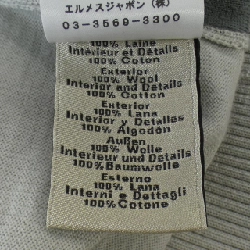 エルメスジャポン（株）
03-3569-3300
100% Laine
Intérieur et Détails
100% Coton
Exterior
100% Wool
Interior and Details
100% Cotton
Exterior
100% Lana
Interior y Detalles
100% Algodón
Außen
100% Wolle
Interieur und Details
100% Baumwolle
Esterno
100% Lana
Interni e Dettagli
100% Cotone